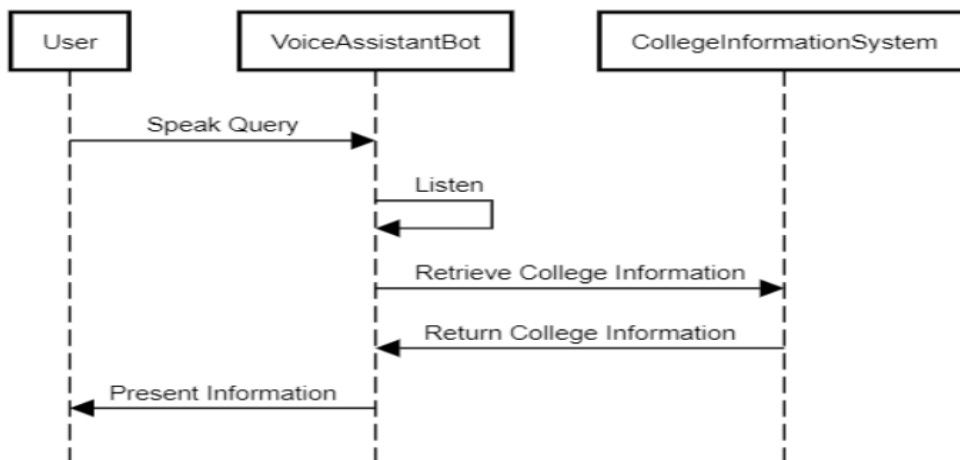 User
VoiceAssistantBot
CollegeInformationSystem
Speak Query
Listen
Retrieve College Information
Return College Information
Present Information